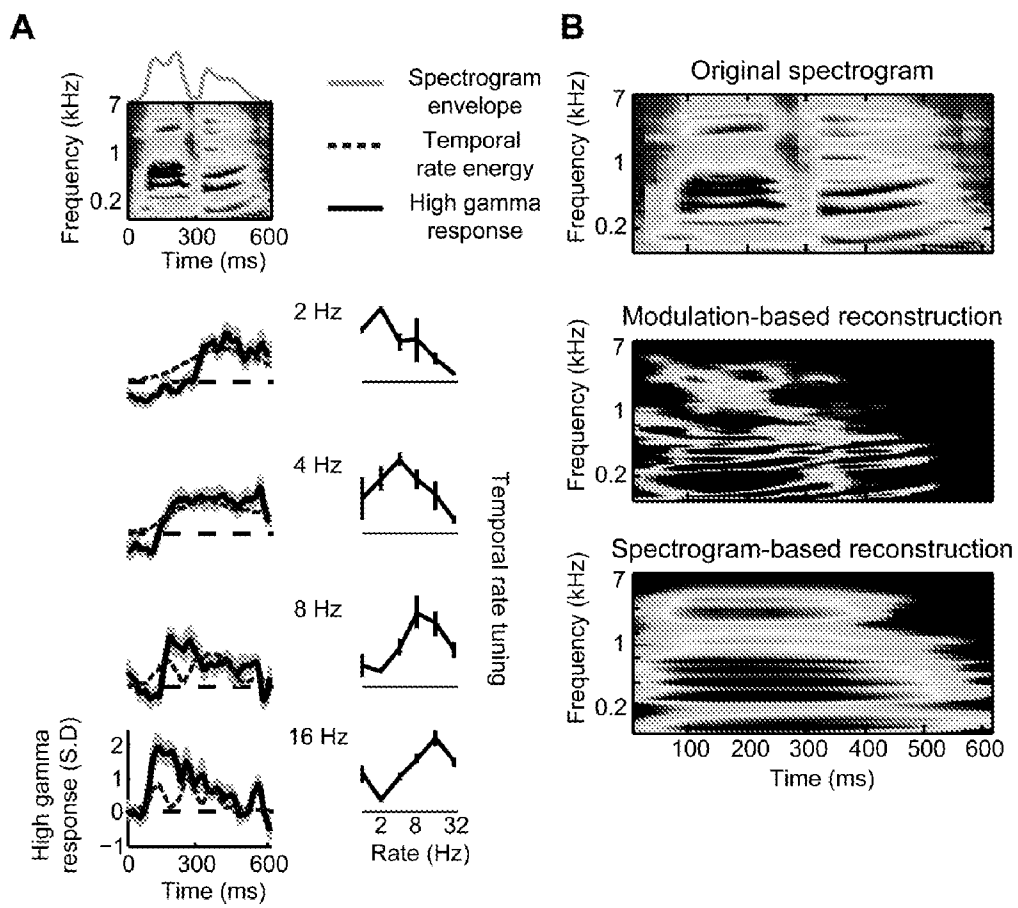 A
B
Frequency (kHz)
7
1
0.2
0
300
600
Time (ms)
Spectrogram
envelope
Temporal
rate energy
High gamma
response
2 Hz
4 Hz
8 Hz
16 Hz
Temporal rate tuning
High gamma
response (S.D)
2
1
0
−1
0
300
600
Time (ms)
2
8
32
Rate (Hz)
Original spectrogram
Frequency (kHz)
7
1
0.2
Modulation-based reconstruction
Frequency (kHz)
7
1
0.2
Spectrogram-based reconstruction
Frequency (kHz)
7
1
0.2
100
200
300
400
500
600
Time (ms)